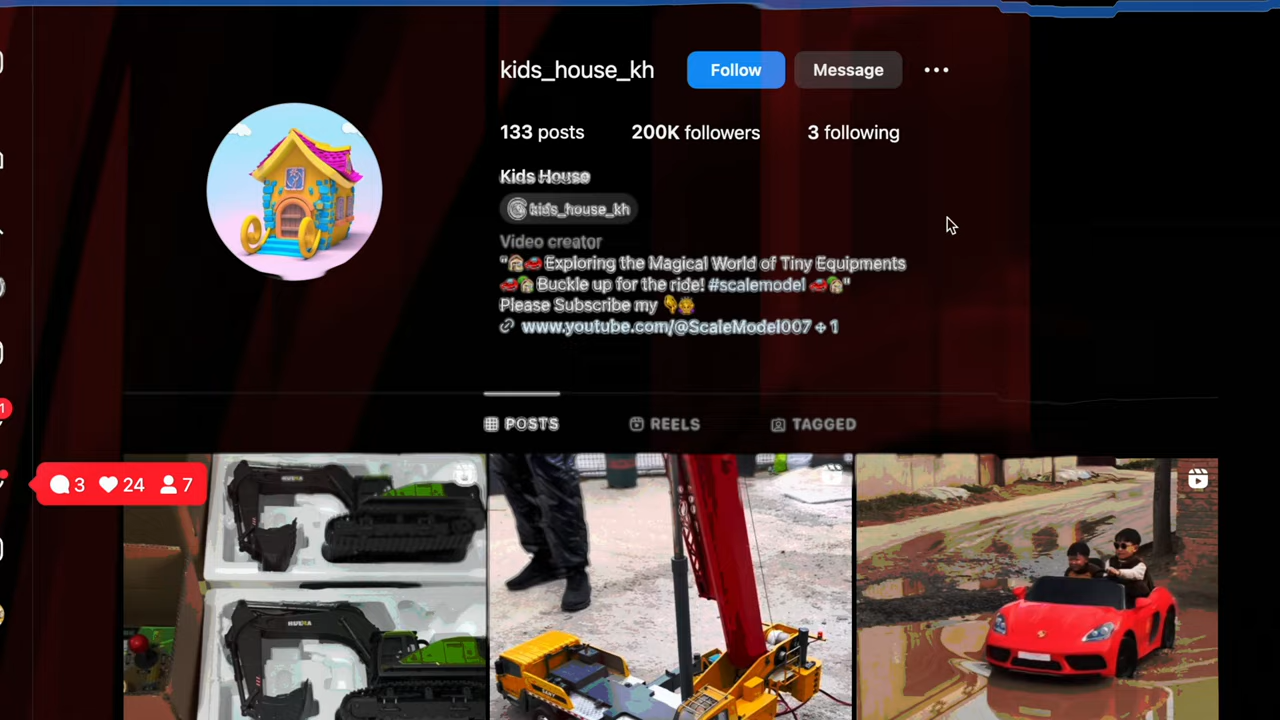 kids_house_kh Follow Message
133 posts 200K followers 3 following
Kids House
kids_house_kh
Video creator
"🏠🚗 Exploring the Magical World of Tiny Equipments
🚗🏡 Buckle up for the ride! #scalemodel 🚗🏡"
Please Subscribe my 👇
www.youtube.com/@ScaleModel007 + 1
POSTS REELS TAGGED
1
3 24 7
HUINA